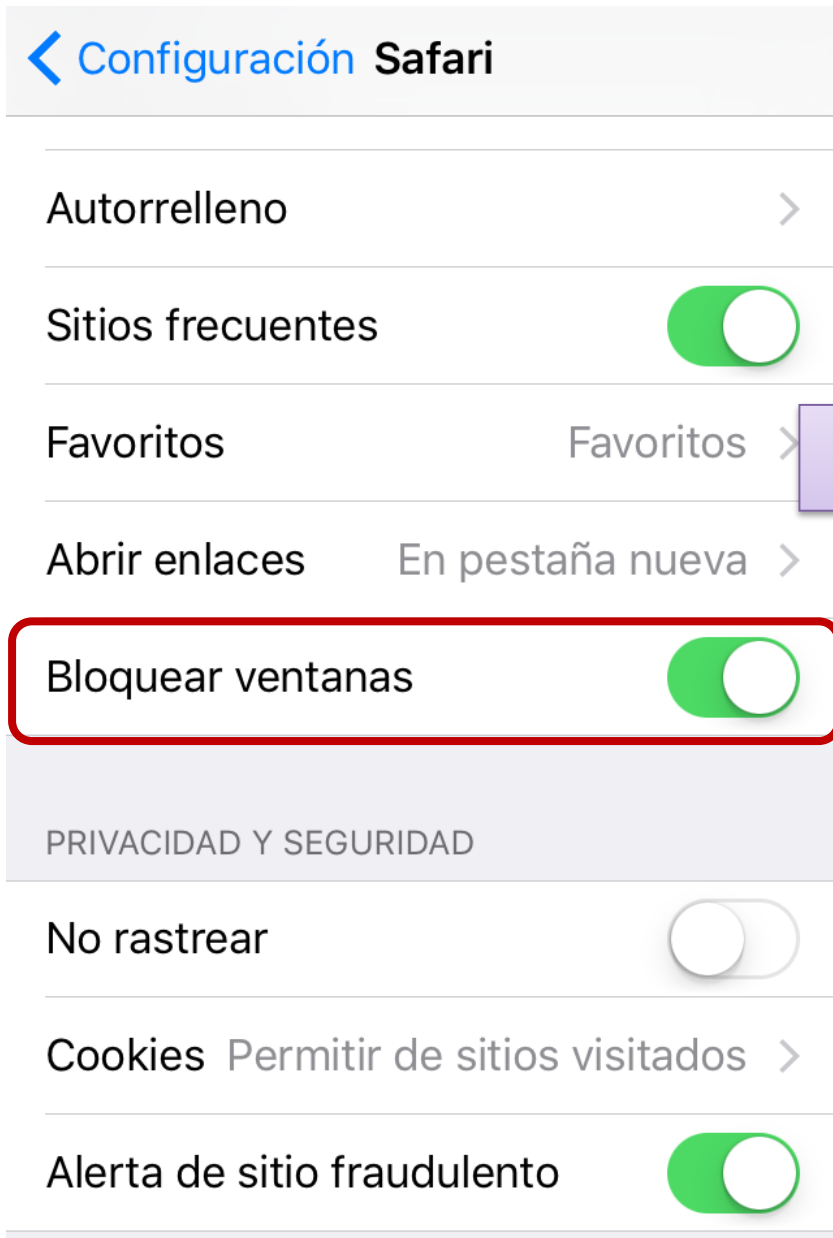 Configuración Safari
Autorrelleno
Sitios frecuentes
Favoritos Favoritos
Abrir enlaces En pestaña nueva
Bloquear ventanas
PRIVACIDAD Y SEGURIDAD
No rastrear
Cookies Permitir de sitios visitados
Alerta de sitio fraudulento